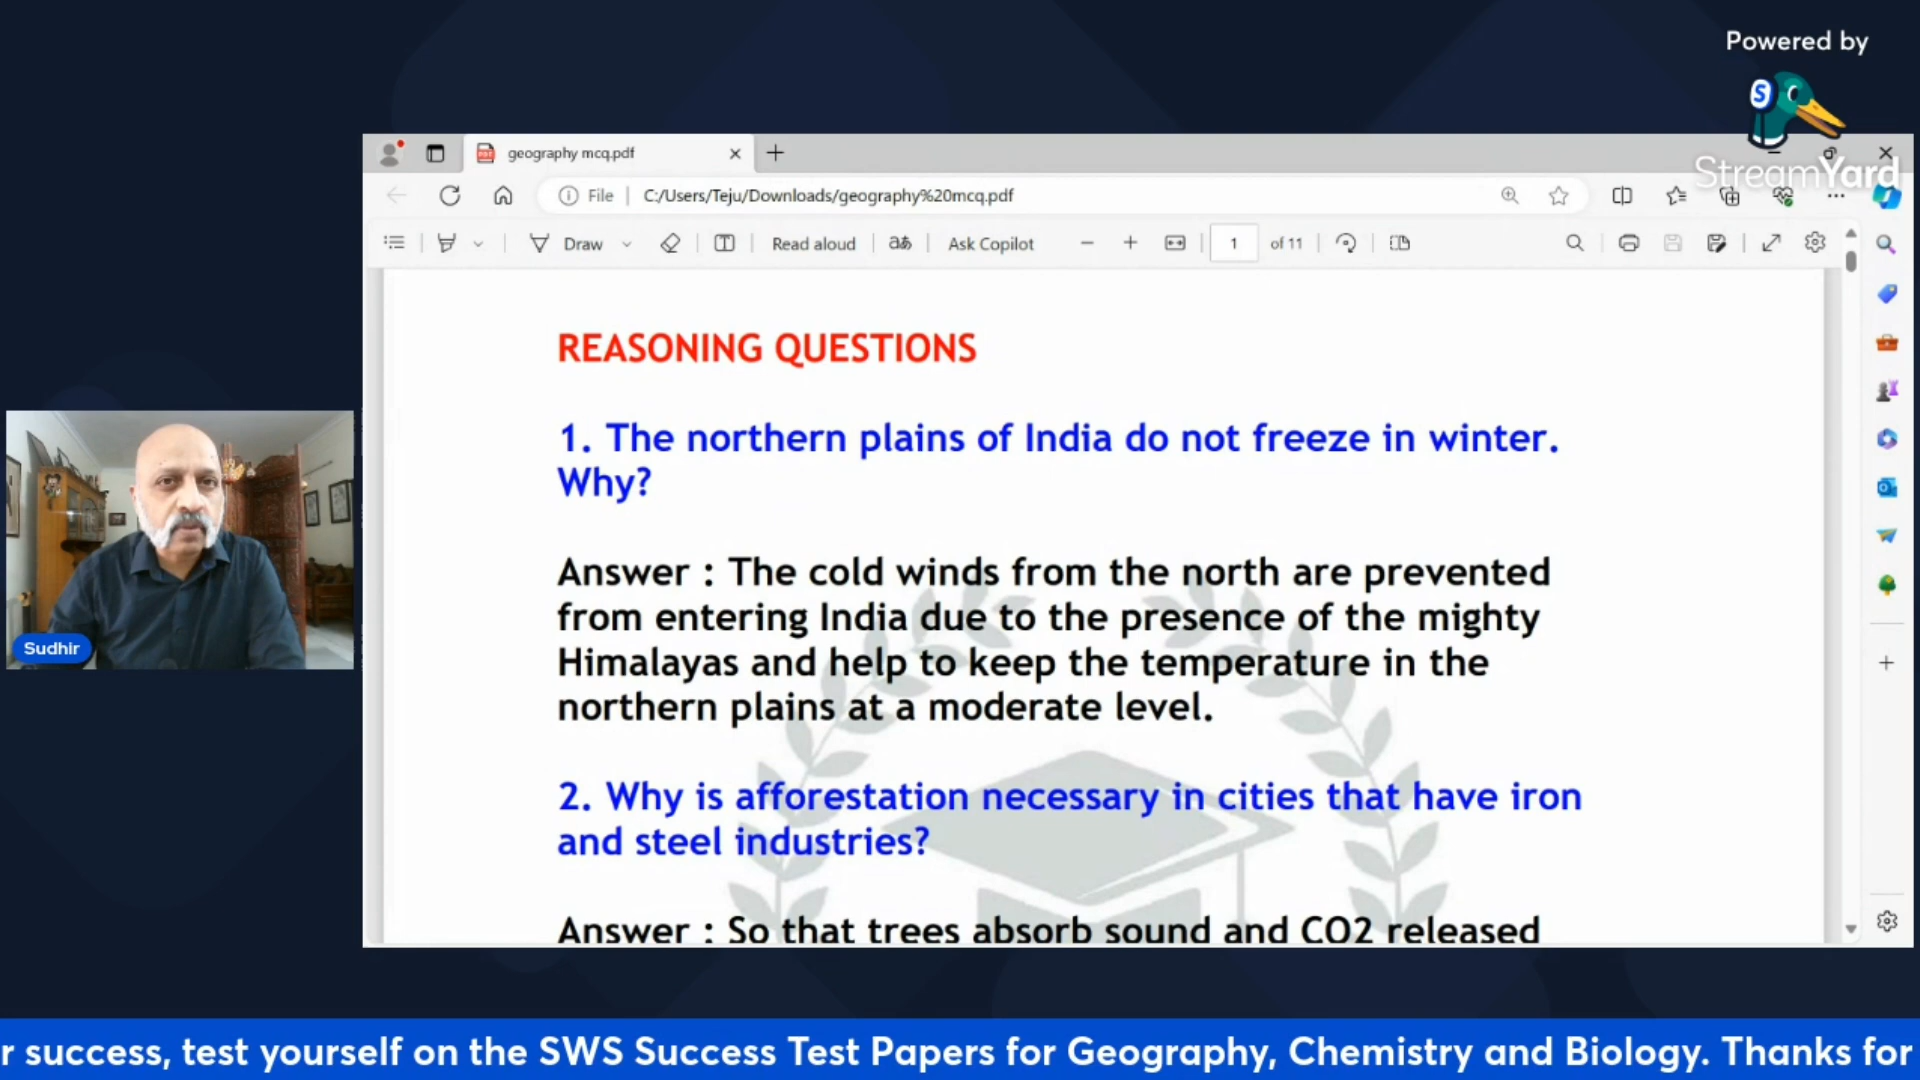 Powered by
StreamYard
geography mcq.pdf
File | C:/Users/Teju/Downloads/geography%20mcq.pdf
Draw
Read aloud
aあ
Ask Copilot
1 of 11
REASONING QUESTIONS
1. The northern plains of India do not freeze in winter.
Why?
Answer : The cold winds from the north are prevented
from entering India due to the presence of the mighty
Himalayas and help to keep the temperature in the
northern plains at a moderate level.
2. Why is afforestation necessary in cities that have iron
and steel industries?
Answer : So that trees absorb sound and CO2 released
Sudhir
r success, test yourself on the SWS Success Test Papers for Geography, Chemistry and Biology. Thanks for